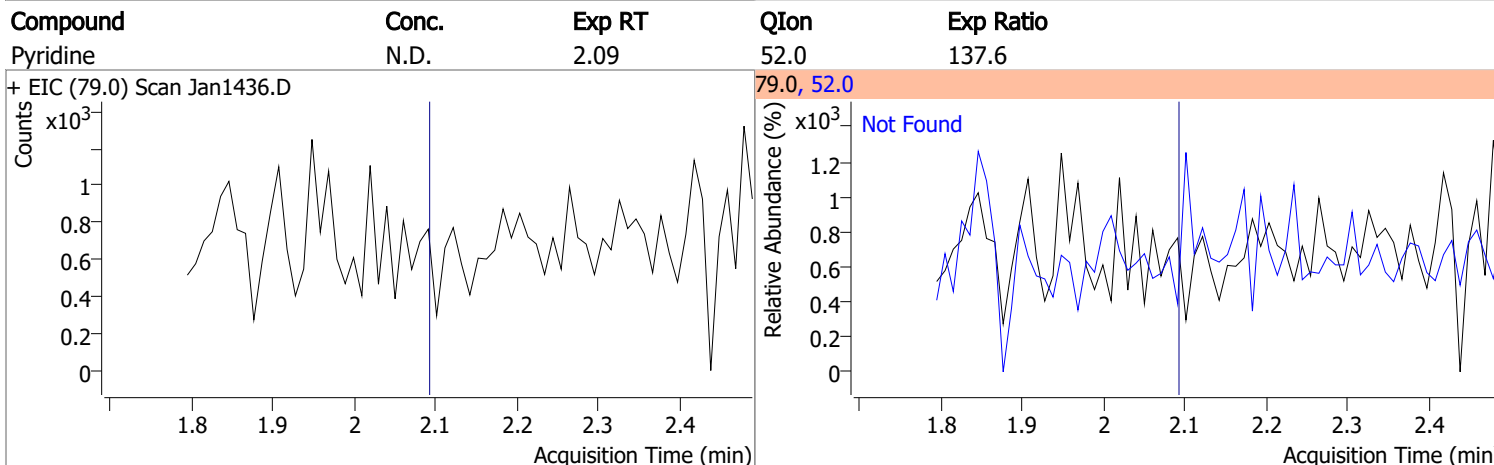 Compound Conc. Exp RT QIon Exp Ratio
Pyridine N.D. 2.09 52.0 137.6
+ EIC (79.0) Scan Jan1436.D
Counts
x10³
1
0.8
0.6
0.4
0.2
0
1.8 1.9 2 2.1 2.2 2.3 2.4
Acquisition Time (min)
79.0, 52.0
Relative Abundance (%)
x10³
Not Found
1.2
1
0.8
0.6
0.4
0.2
0
1.8 1.9 2 2.1 2.2 2.3 2.4
Acquisition Time (min